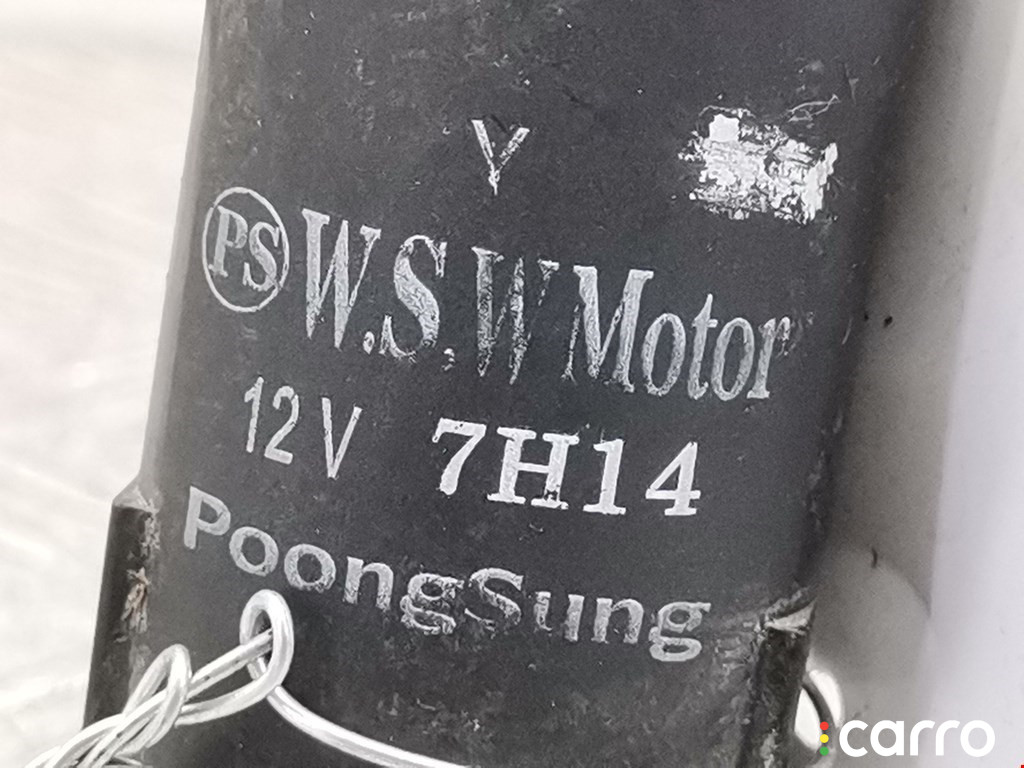 Y
PS W.S.W Motor
12V 7H14
PoongSung
carro